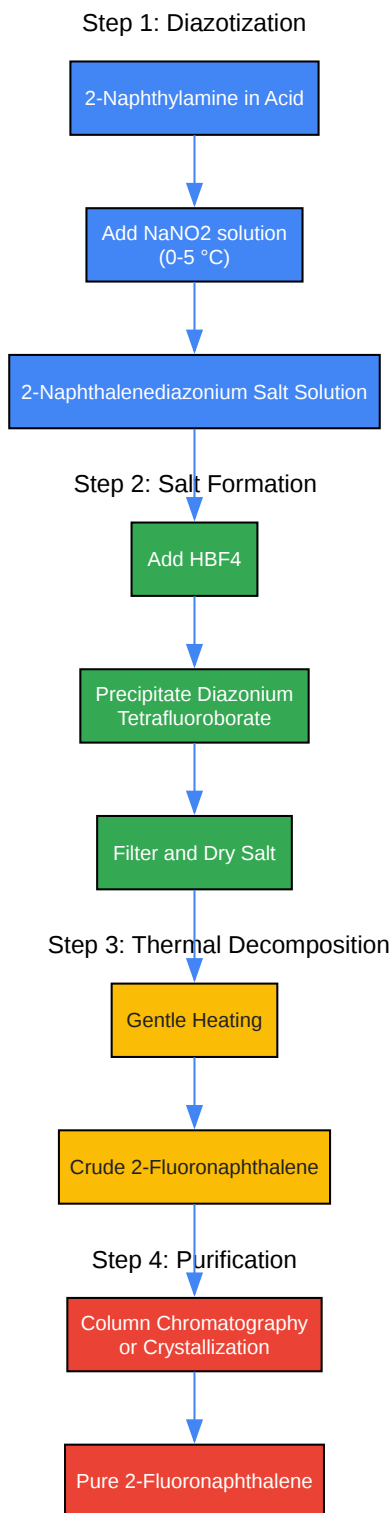 Step 1: Diazotization
2-Naphthylamine in Acid
Add NaNO2 solution
(0-5 °C)
2-Naphthalenediazonium Salt Solution
Step 2: Salt Formation
Add HBF4
Precipitate Diazonium
Tetrafluoroborate
Filter and Dry Salt
Step 3: Thermal Decomposition
Gentle Heating
Crude 2-Fluoronaphthalene
Step 4: Purification
Column Chromatography
or Crystallization
Pure 2-Fluoronaphthalene